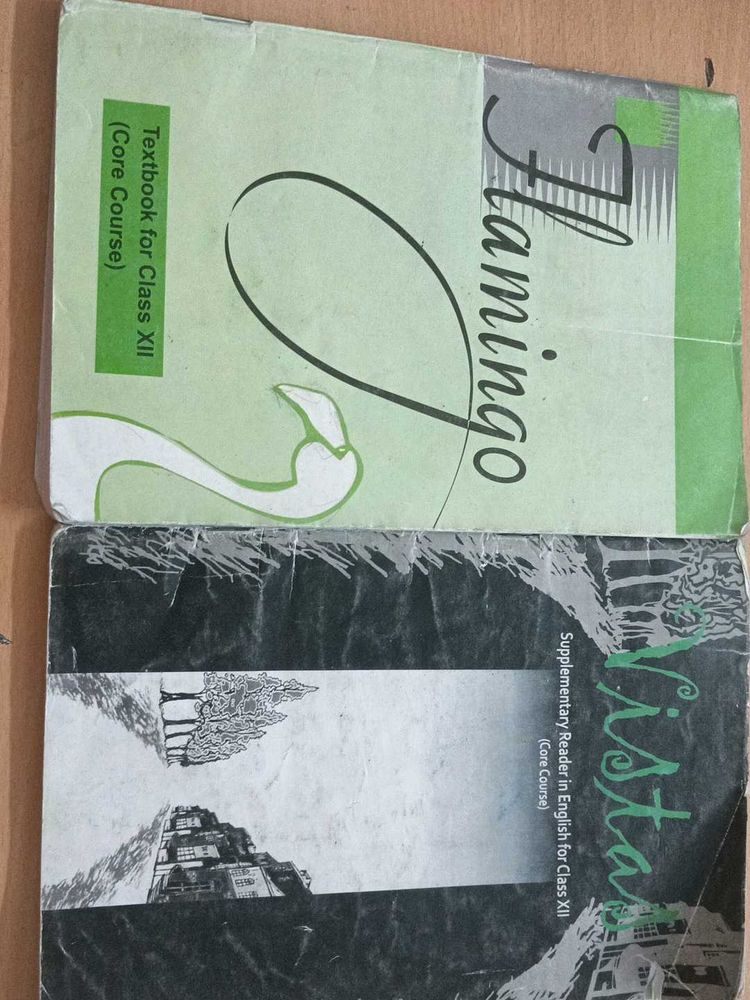 Flamingo
Textbook for Class XII
(Core Course)
Vistas
Supplementary Reader in English for Class XII
(Core Course)